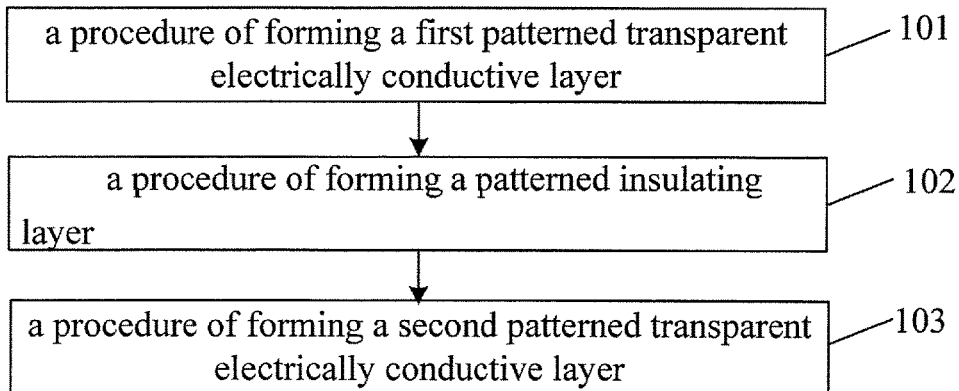 a procedure of forming a first patterned transparent
electrically conductive layer
101
a procedure of forming a patterned insulating
layer
102
a procedure of forming a second patterned transparent
electrically conductive layer
103